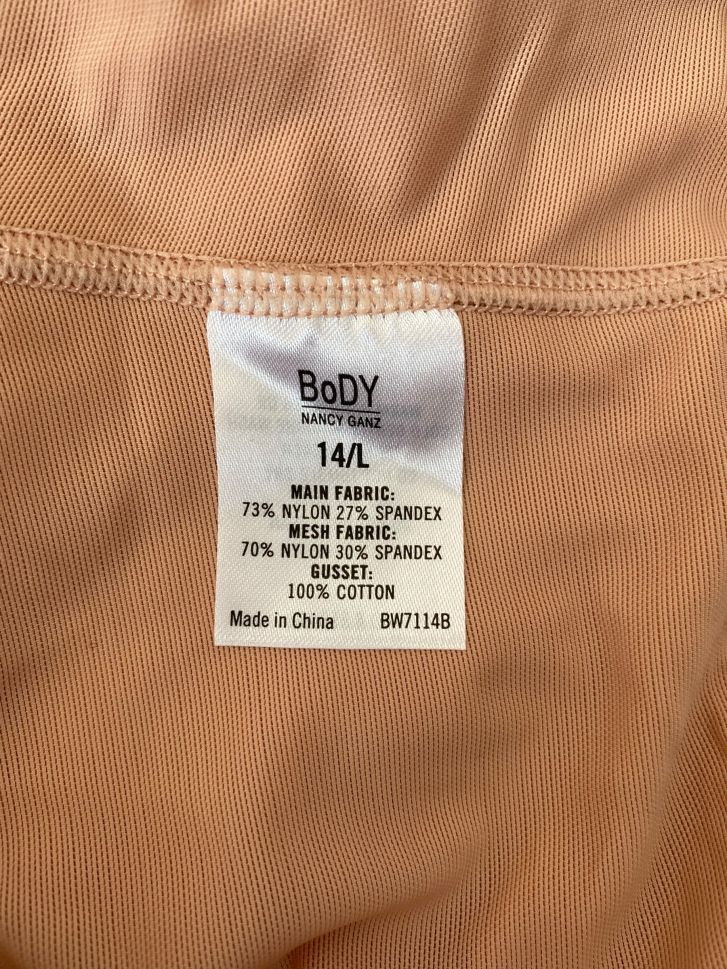 BoDY
NANCY GANZ
14/L
MAIN FABRIC:
73% NYLON 27% SPANDEX
MESH FABRIC:
70% NYLON 30% SPANDEX
GUSSET:
100% COTTON
Made in China BW7114B